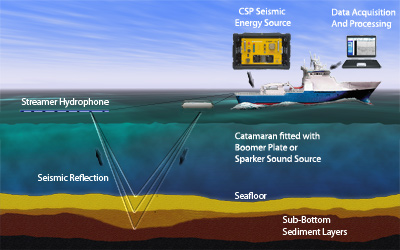 CSP Seismic
Energy Source
Data Acquisition
And Processing
Streamer Hydrophone
Catamaran fitted with
Boomer Plate or
Sparker Sound Source
Seismic Reflection
Seafloor
Sub-Bottom
Sediment Layers